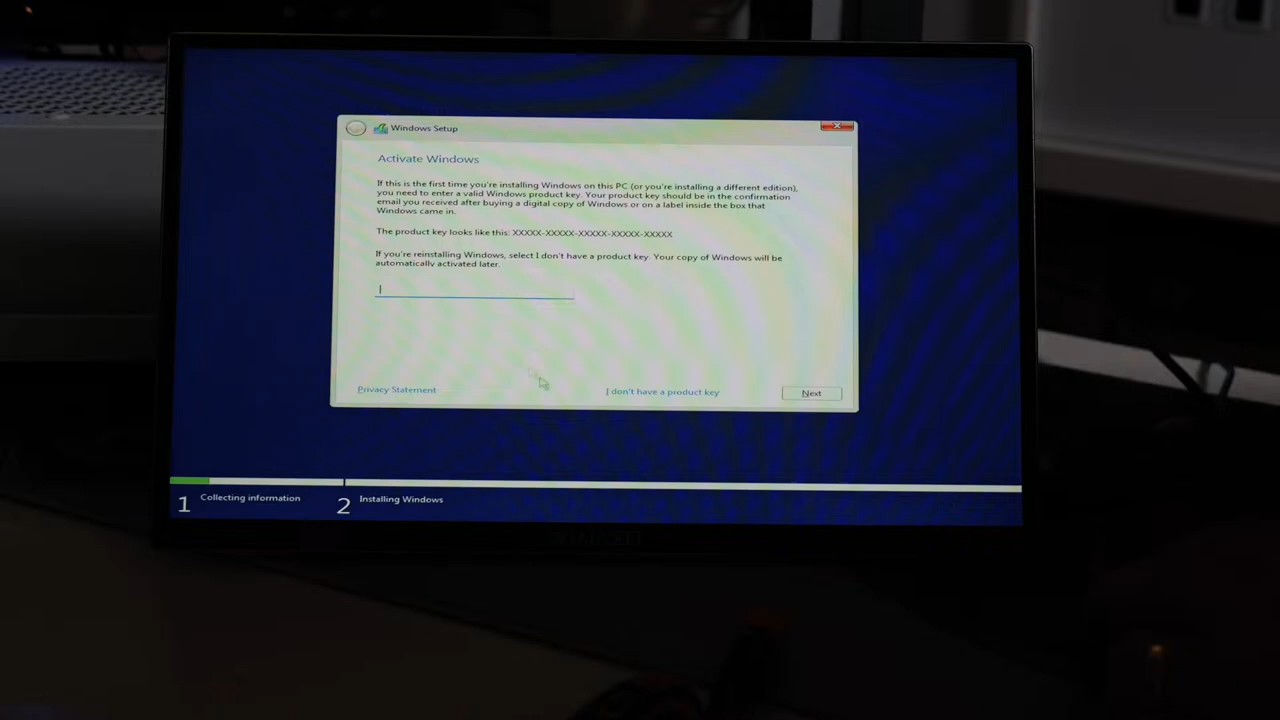 Windows Setup
Activate Windows
If this is the first time you're installing Windows on this PC (or you're installing a different edition),
you need to enter a valid Windows product key. Your product key should be in the confirmation
email you received after buying a digital copy of Windows or on a label inside the box that
Windows came in.
The product key looks like this: XXXXX-XXXXX-XXXXX-XXXXX-XXXXX
If you're reinstalling Windows, select I don't have a product key. Your copy of Windows will be
automatically activated later.
Privacy Statement
I don't have a product key
Next
1 Collecting information
2 Installing Windows